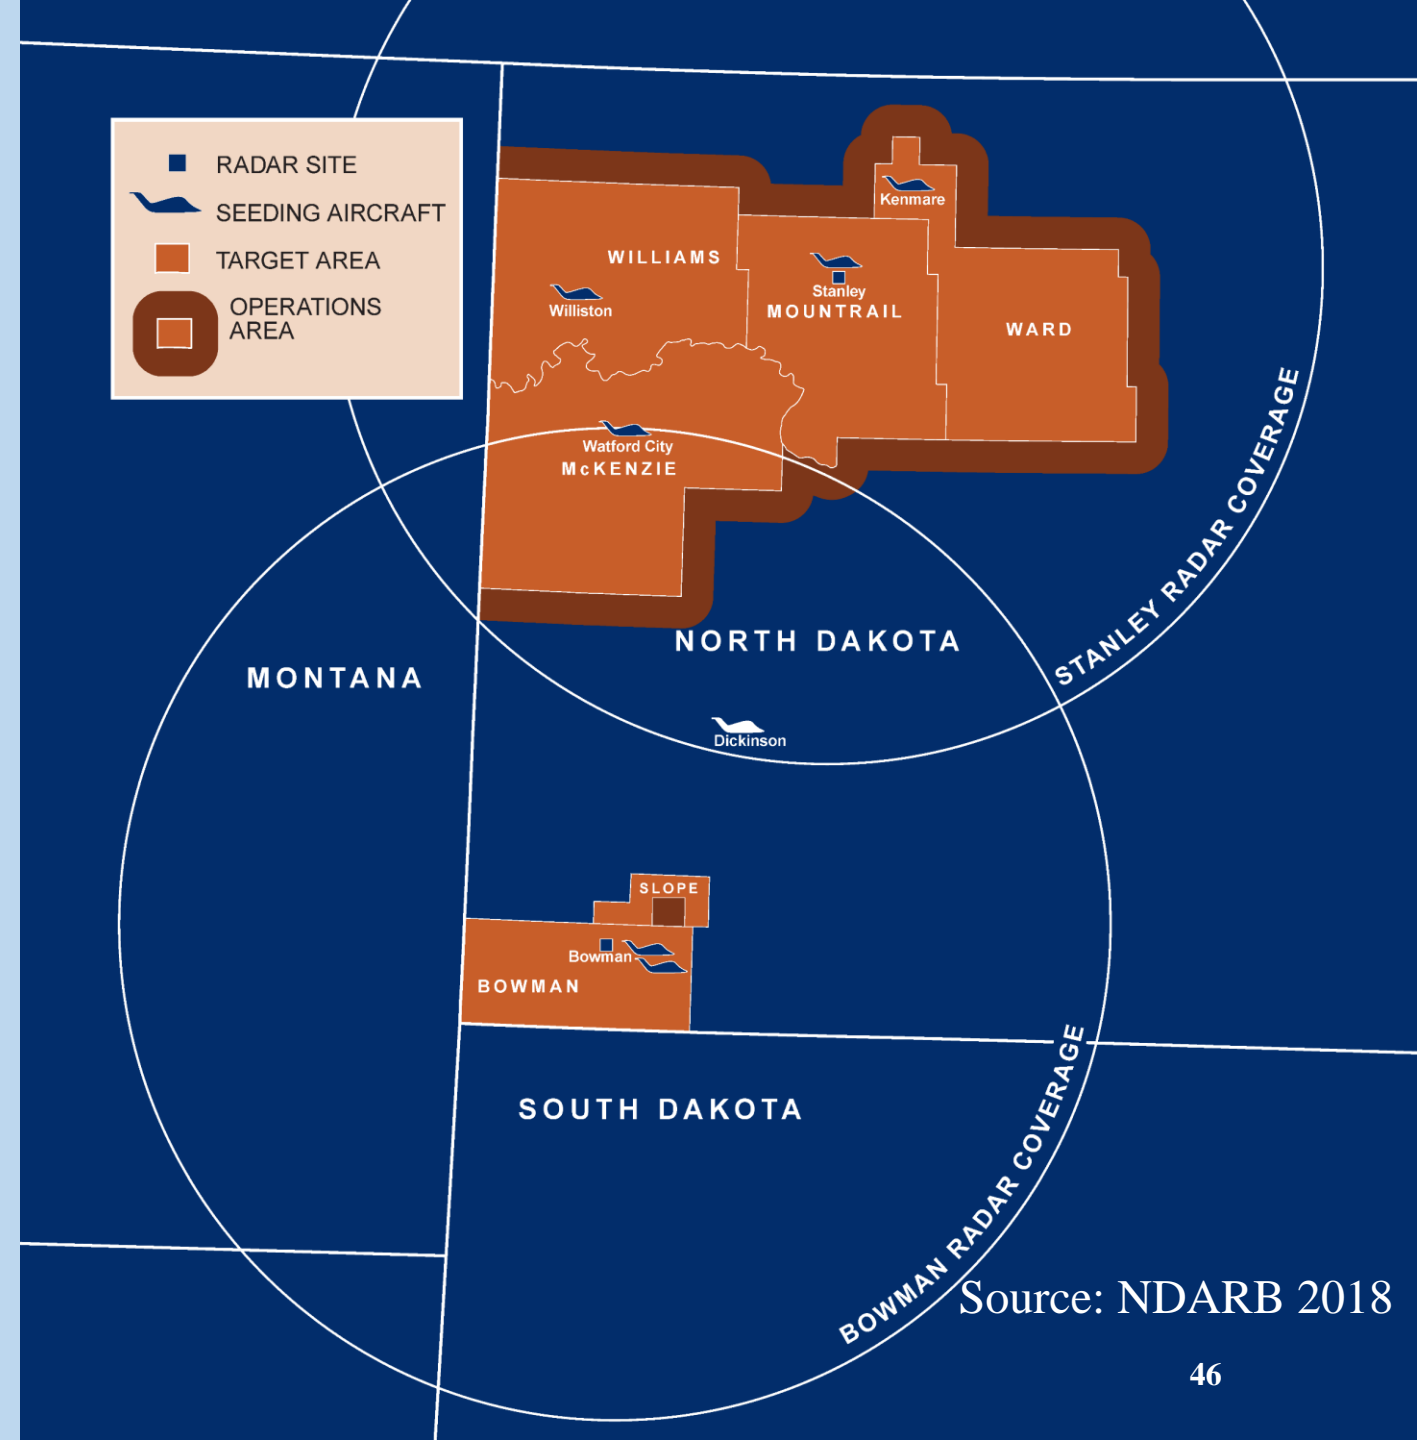 RADAR SITE
SEEDING AIRCRAFT
TARGET AREA
OPERATIONS
AREA
Kenmare
WILLIAMS
Stanley
MOUNTRAIL
Williston
WARD
Watford City
McKENZIE
STANLEY RADAR COVERAGE
NORTH DAKOTA
MONTANA
Dickinson
SLOPE
Bowman
BOWMAN
SOUTH DAKOTA
BOWMAN RADAR COVERAGE
Source: NDARB 2018
46